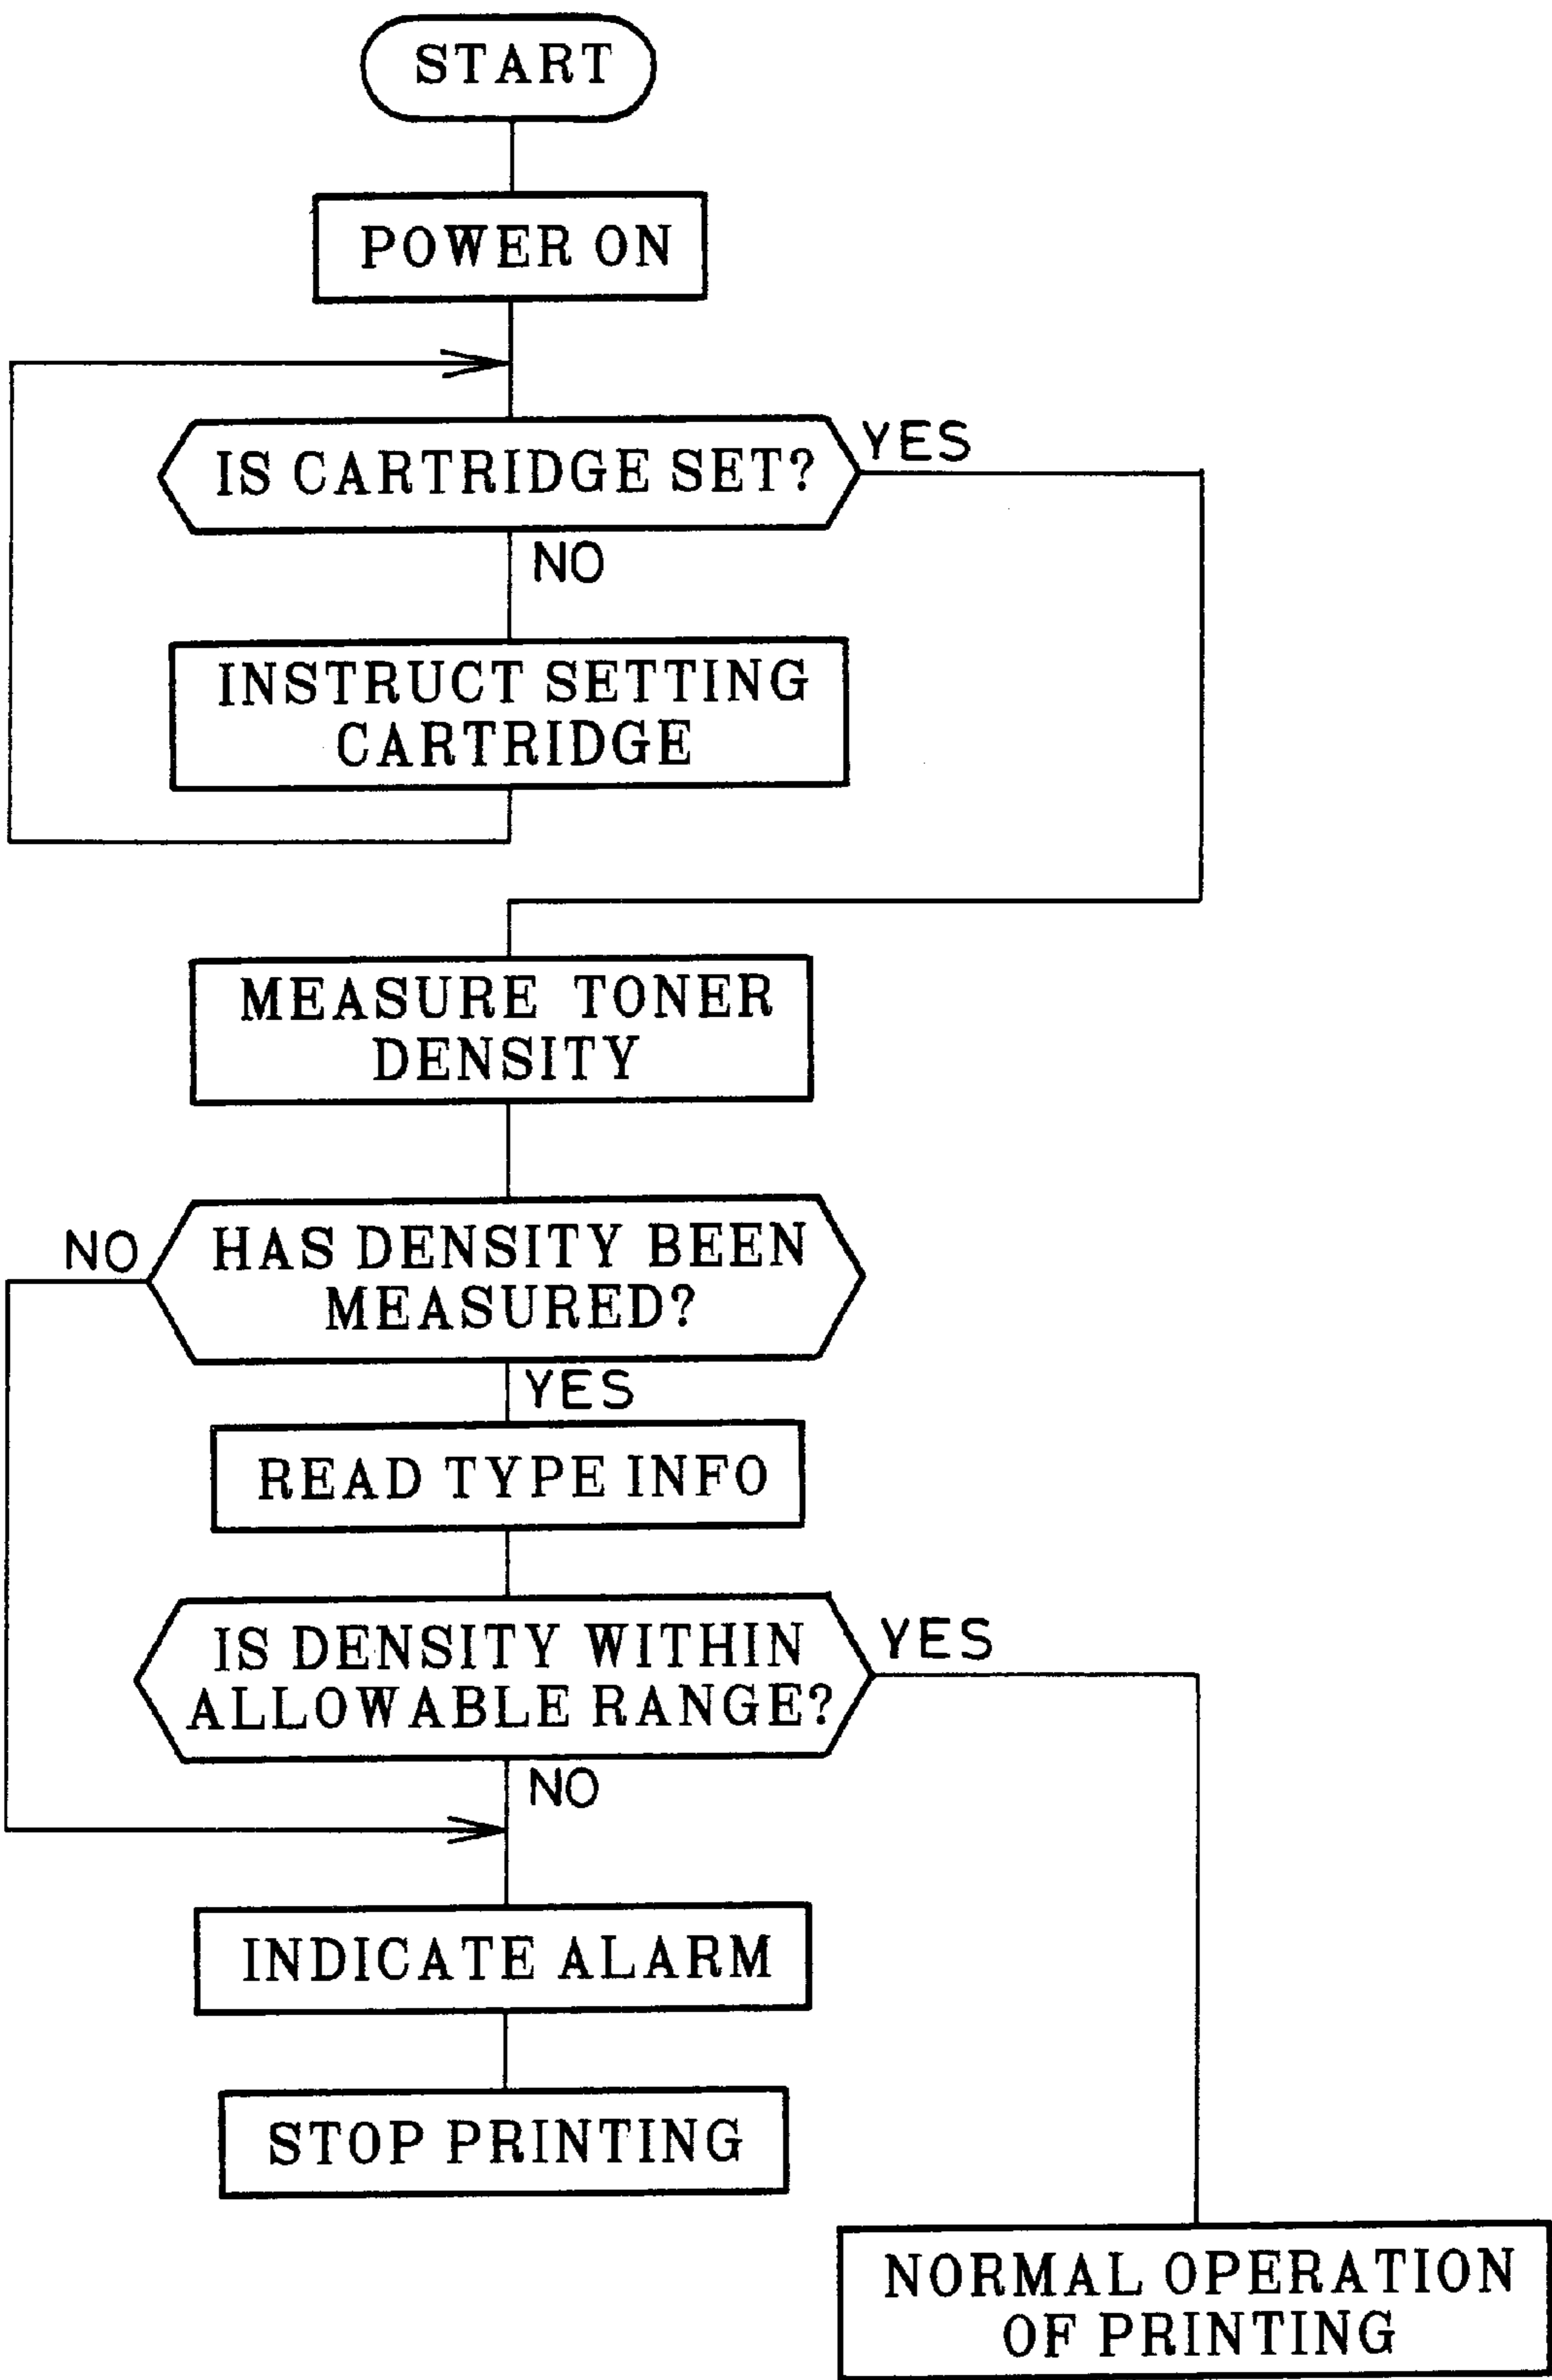 START
POWER ON
IS CARTRIDGE SET?
YES
NO
INSTRUCT SETTING
CARTRIDGE
MEASURE TONER
DENSITY
NO
HAS DENSITY BEEN
MEASURED?
YES
READ TYPE INFO
IS DENSITY WITHIN
ALLOWABLE RANGE?
YES
NO
INDICATE ALARM
STOP PRINTING
NORMAL OPERATION
OF PRINTING